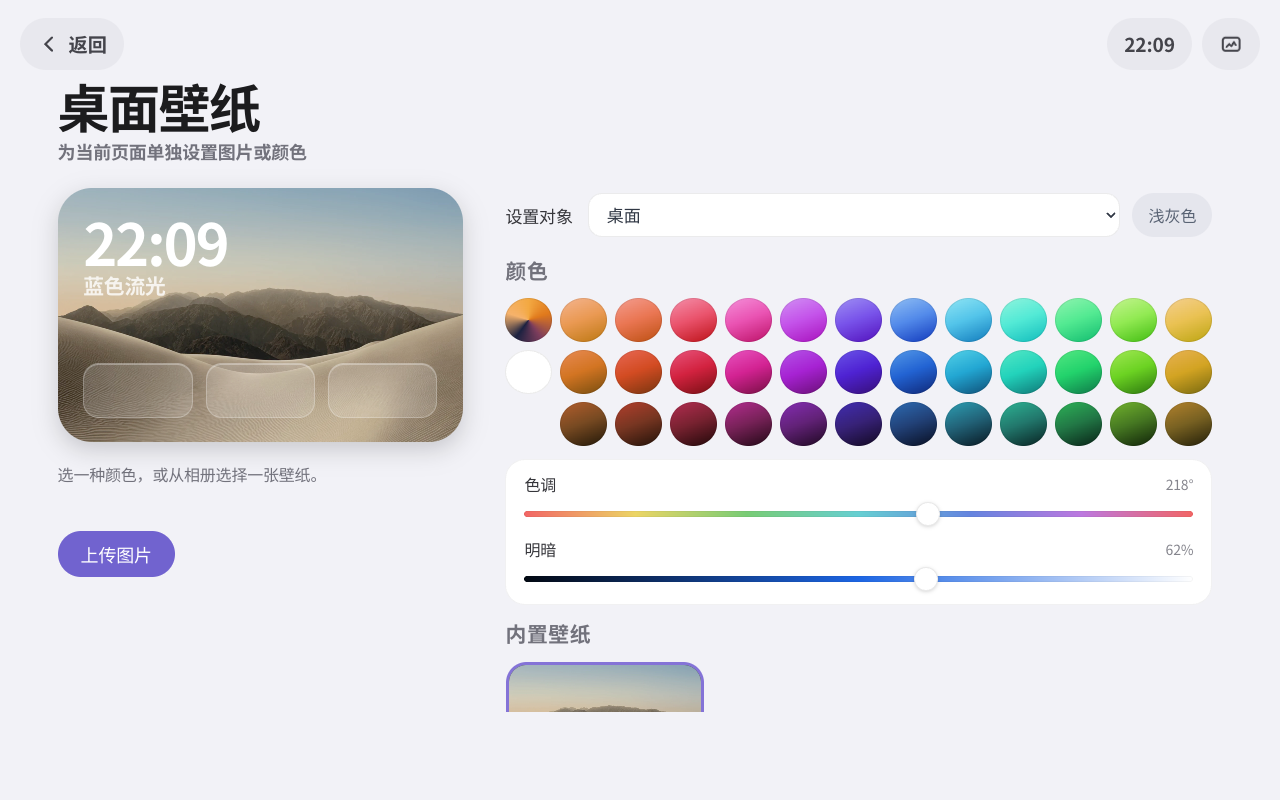 返回
22:09
桌面壁纸
为当前页面单独设置图片或颜色
22:09
蓝色流光
选一种颜色，或从相册选择一张壁纸。
上传图片
设置对象
桌面
浅灰色
颜色
色调
218°
明暗
62%
内置壁纸